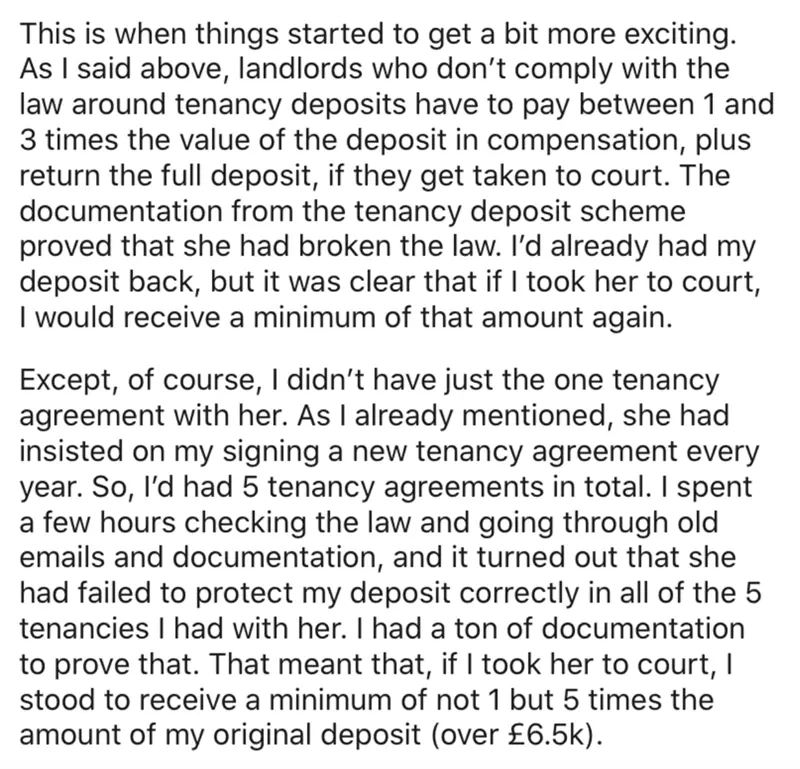 This is when things started to get a bit more exciting.
As I said above, landlords who don’t comply with the
law around tenancy deposits have to pay between 1 and
3 times the value of the deposit in compensation, plus
return the full deposit, if they get taken to court. The
documentation from the tenancy deposit scheme
proved that she had broken the law. I’d already had my
deposit back, but it was clear that if I took her to court,
I would receive a minimum of that amount again.
Except, of course, I didn’t have just the one tenancy
agreement with her. As I already mentioned, she had
insisted on my signing a new tenancy agreement every
year. So, I’d had 5 tenancy agreements in total. I spent
a few hours checking the law and going through old
emails and documentation, and it turned out that she
had failed to protect my deposit correctly in all of the 5
tenancies I had with her. I had a ton of documentation
to prove that. That meant that, if I took her to court, I
stood to receive a minimum of not 1 but 5 times the
amount of my original deposit (over £6.5k).